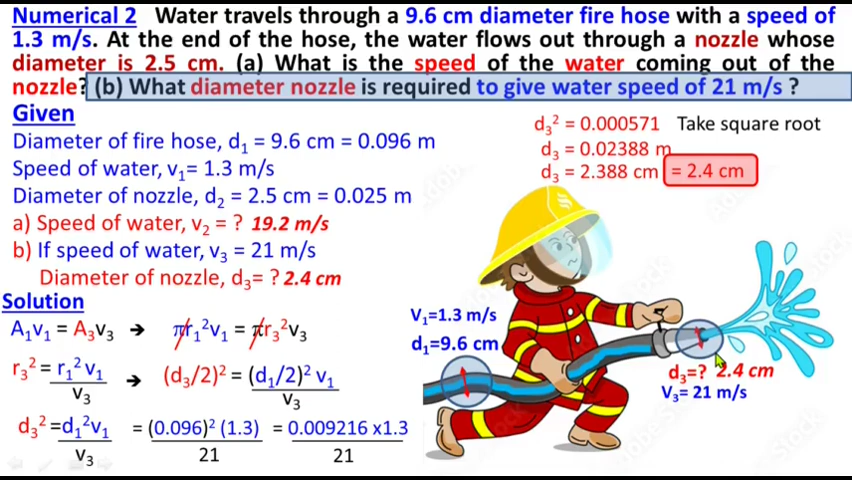 Numerical 2 Water travels through a 9.6 cm diameter fire hose with a speed of
1.3 m/s. At the end of the hose, the water flows out through a nozzle whose
diameter is 2.5 cm. (a) What is the speed of the water coming out of the
nozzle? (b) What diameter nozzle is required to give water speed of 21 m/s ?
Given
Diameter of fire hose, d₁ = 9.6 cm = 0.096 m
Speed of water, v₁= 1.3 m/s
Diameter of nozzle, d₂ = 2.5 cm = 0.025 m
a) Speed of water, v₂ = ? 19.2 m/s
b) If speed of water, v₃ = 21 m/s
Diameter of nozzle, d₃= ? 2.4 cm
Solution
A₁v₁ = A₃v₃ ➔ πr₁²v₁ = πr₃²v₃
r₃² = r₁² v₁ / v₃ ➔ (d₃/2)² = (d₁/2)² v₁ / v₃
d₃² = d₁²v₁ / v₃ = (0.096)² (1.3) / 21 = 0.009216 x1.3 / 21
d₃² = 0.000571 Take square root
d₃ = 0.02388 m
d₃ = 2.388 cm = 2.4 cm
V₁=1.3 m/s
d₁=9.6 cm
d₃=? 2.4 cm
V₃= 21 m/s